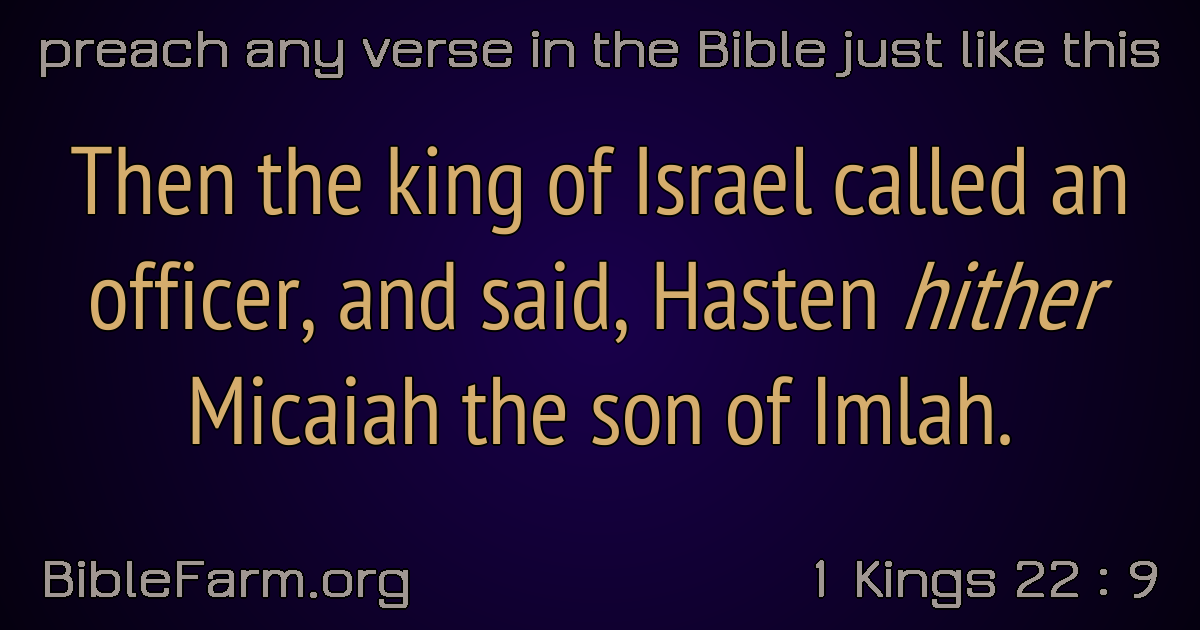 preach any verse in the Bible just like this
Then the king of Israel called an
officer, and said, Hasten hither
Micaiah the son of Imlah.
BibleFarm.org
1 Kings 22 : 9